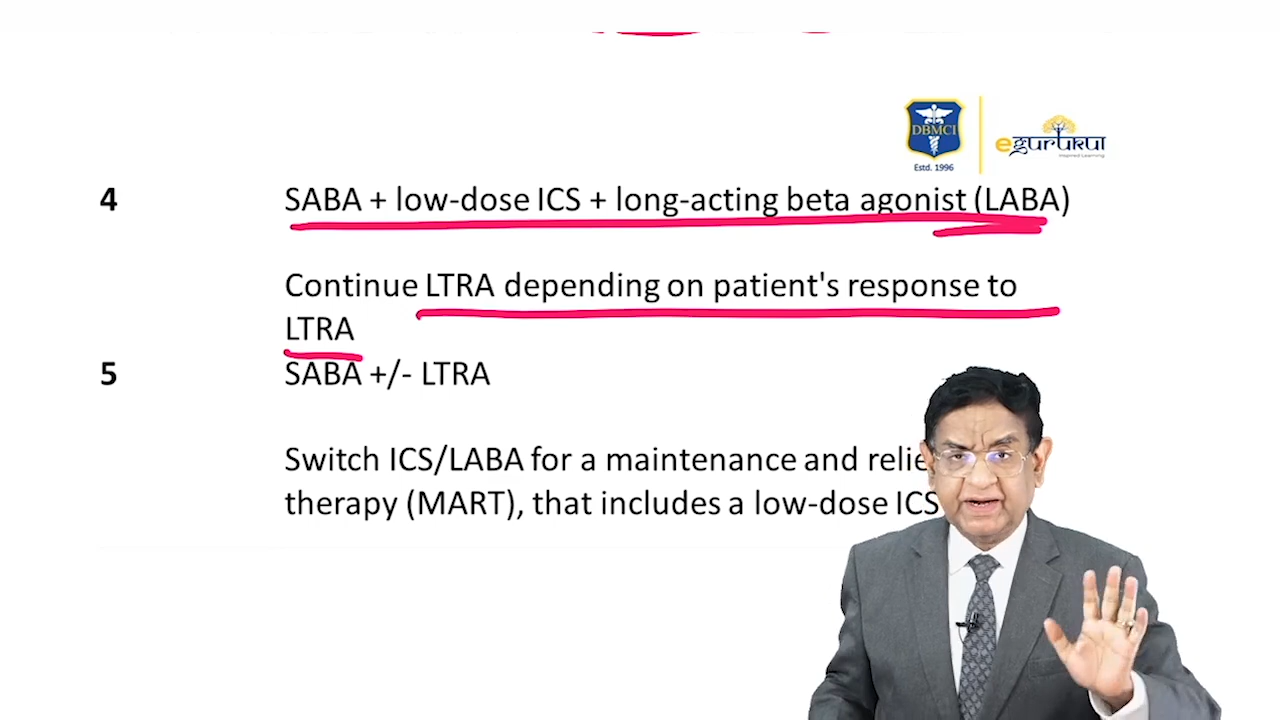 DBMCI
Estd. 1996
egurukul
Inspired Learning
4
SABA + low-dose ICS + long-acting beta agonist (LABA)
Continue LTRA depending on patient's response to
LTRA
5
SABA +/- LTRA
Switch ICS/LABA for a maintenance and
therapy (MART), that includes a low-dose ICS